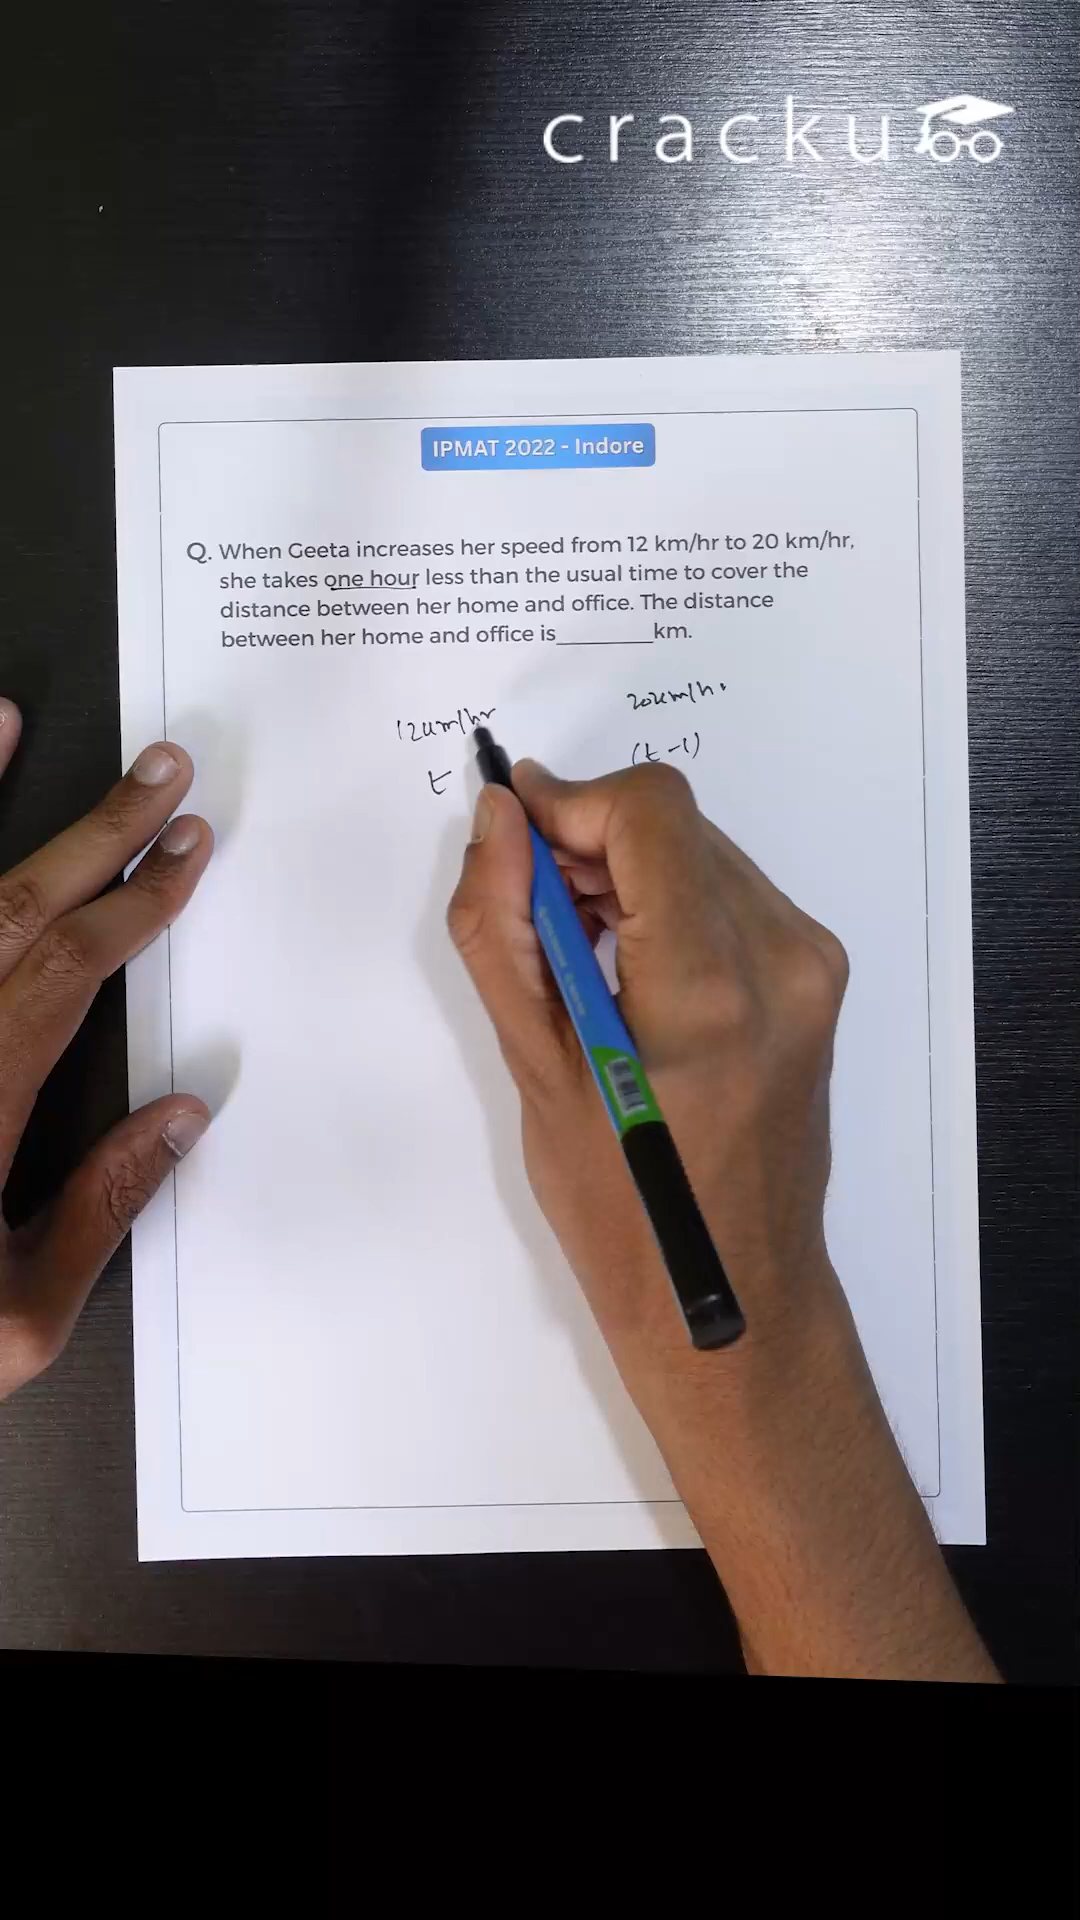 cracku
IPMAT 2022 - Indore
Q. When Geeta increases her speed from 12 km/hr to 20 km/hr,
she takes one hour less than the usual time to cover the
distance between her home and office. The distance
between her home and office is________km.
12km/hr 20km/hr
t (t-1)